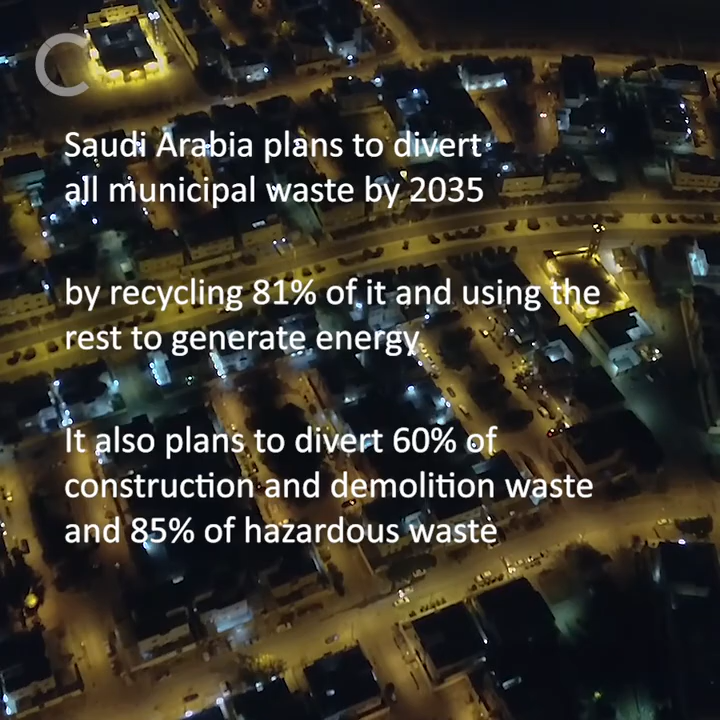 Saudi Arabia plans to divert
all municipal waste by 2035
by recycling 81% of it and using the
rest to generate energy
It also plans to divert 60% of
construction and demolition waste
and 85% of hazardous waste